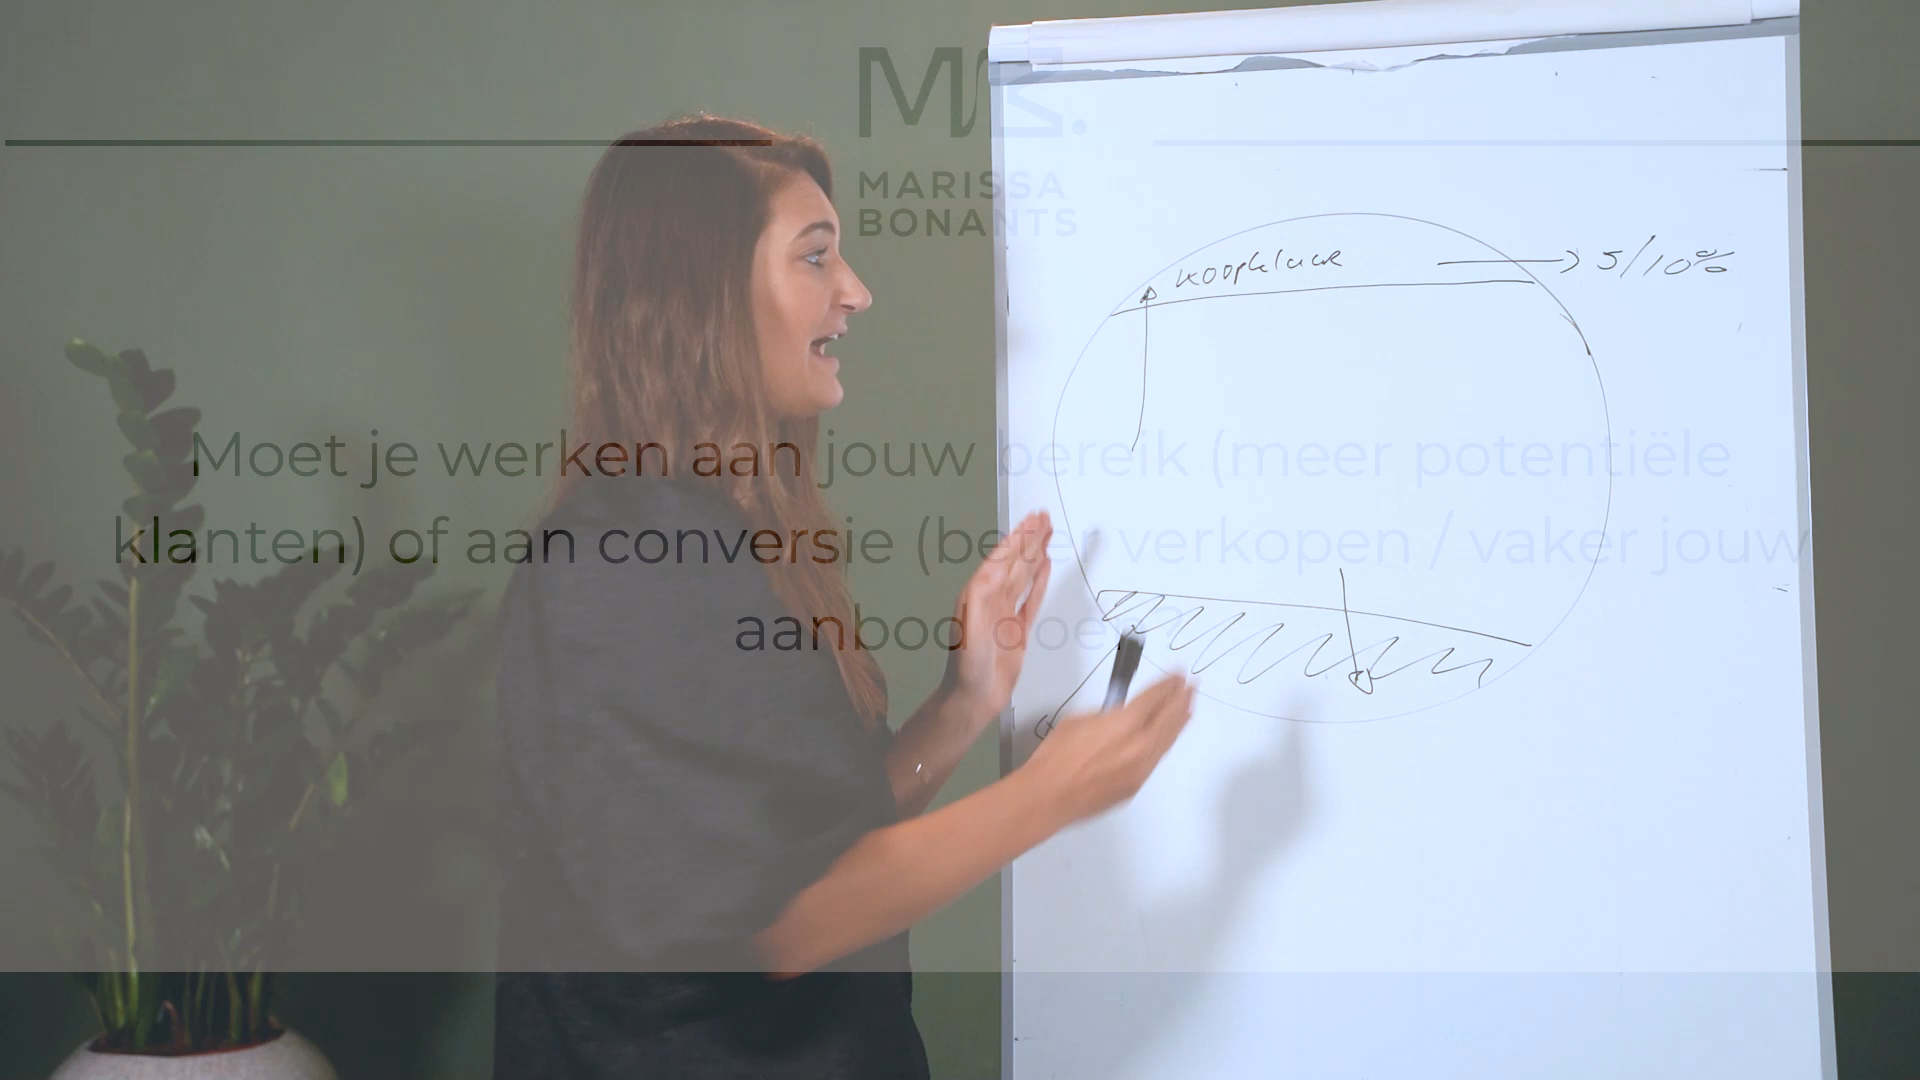 MARISSA
BONANTS
koopklaar → 5/10%
Moet je werken aan jouw bereik (meer potentiële
klanten) of aan conversie (beter verkopen / vaker jouw
aanbod doen)?